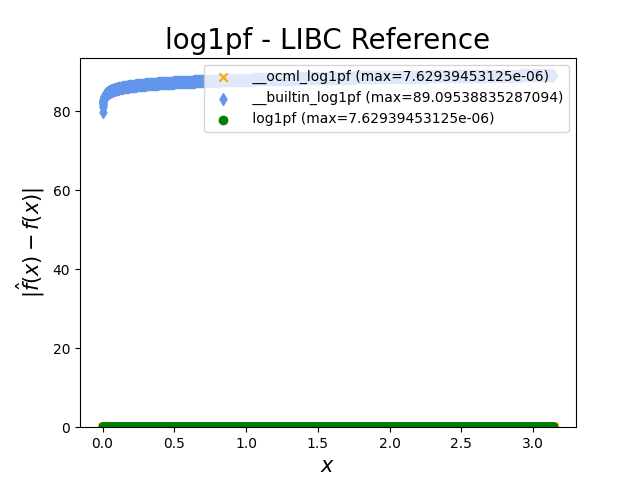 log1pf - LIBC Reference
__ocml_log1pf (max=7.62939453125e-06)
__builtin_log1pf (max=89.09538835287094)
log1pf (max=7.62939453125e-06)
|f̂(x) − f(x)|
80
60
40
20
0
0.0 0.5 1.0 1.5 2.0 2.5 3.0
x